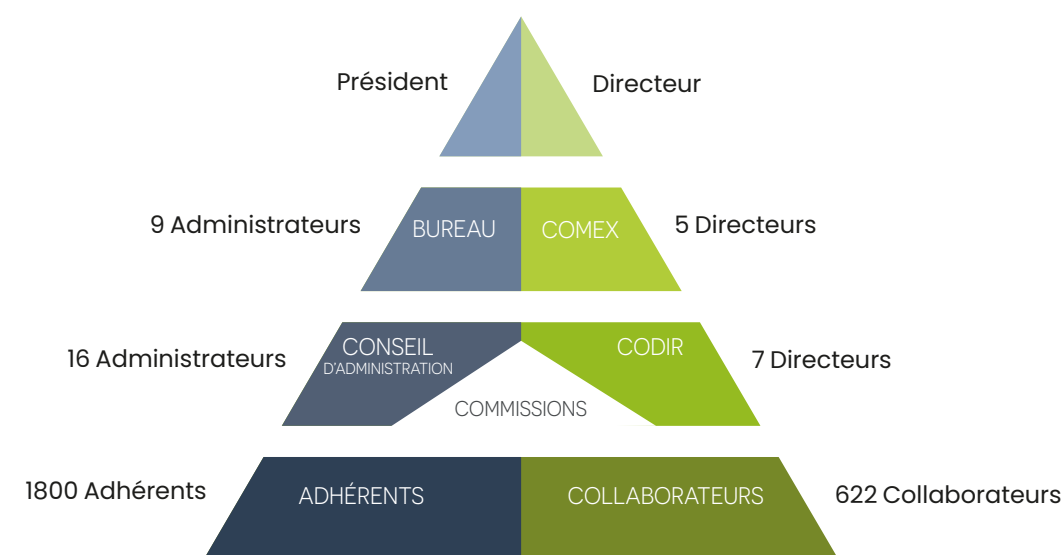 Président
Directeur
9 Administrateurs
BUREAU
COMEX
5 Directeurs
16 Administrateurs
CONSEIL
D'ADMINISTRATION
CODIR
7 Directeurs
COMMISSIONS
1800 Adhérents
ADHÉRENTS
COLLABORATEURS
622 Collaborateurs